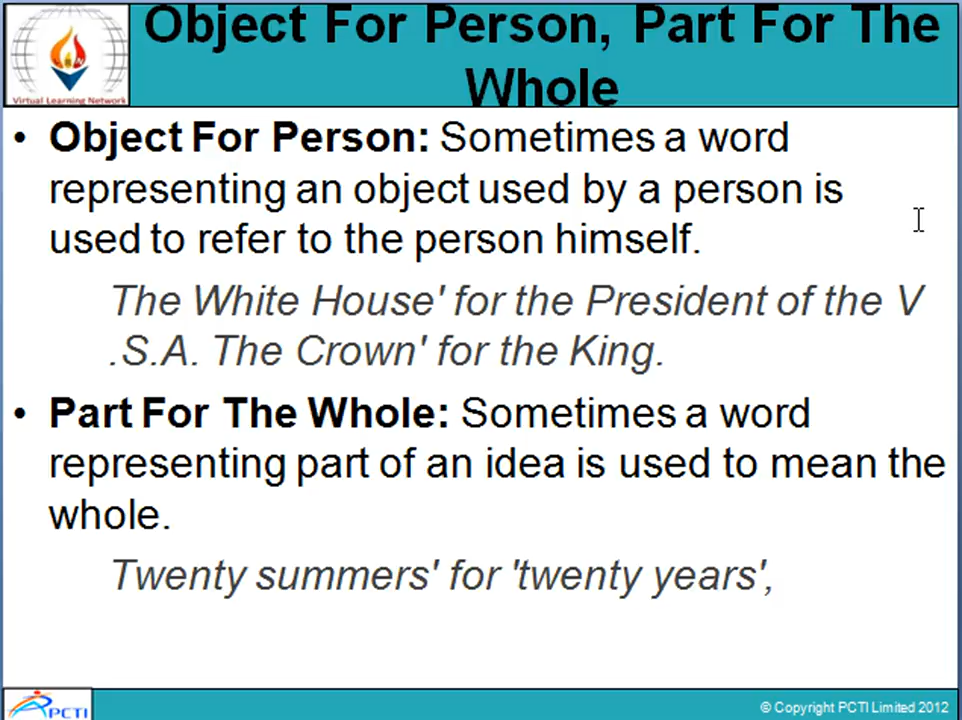 Object For Person, Part For The
Whole
Virtual Learning Network
• Object For Person: Sometimes a word
representing an object used by a person is
used to refer to the person himself.
The White House' for the President of the V
.S.A. The Crown' for the King.
• Part For The Whole: Sometimes a word
representing part of an idea is used to mean the
whole.
Twenty summers' for 'twenty years',
PCTI
© Copyright PCTI Limited 2012